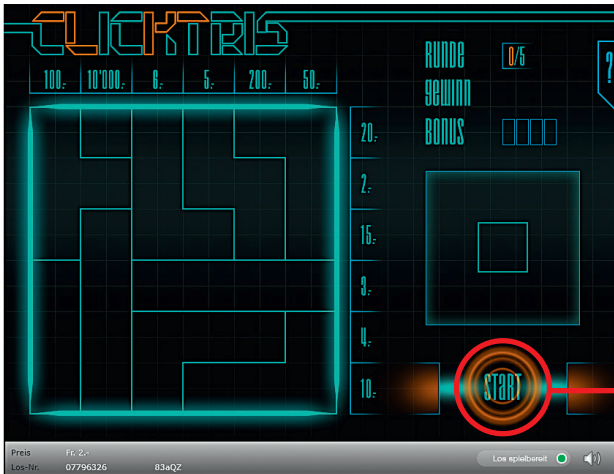 CLICKTRIS
RUNDE 0/5
?
GEWINN
BONUS
100.- 10'000.- 6.- 5.- 200.- 50.-
20.-
2.-
15.-
3.-
4.-
10.-
START
Preis Fr. 2.-
Los-Nr. 07796326 83aQZ
Los spielbereit